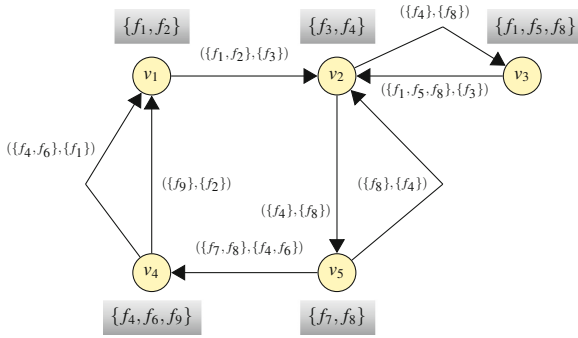 {f₁, f₂}
{f₃, f₄}
({f₄},{f₈})
{f₁, f₅, f₈}
({f₁, f₂},{f₃})
v₁
v₂
v₃
({f₁, f₅, f₈},{f₃})
({f₄, f₆},{f₁})
({f₉},{f₂})
({f₈},{f₄})
({f₄},{f₈})
({f₇, f₈},{f₄, f₆})
v₄
v₅
{f₄, f₆, f₉}
{f₇, f₈}